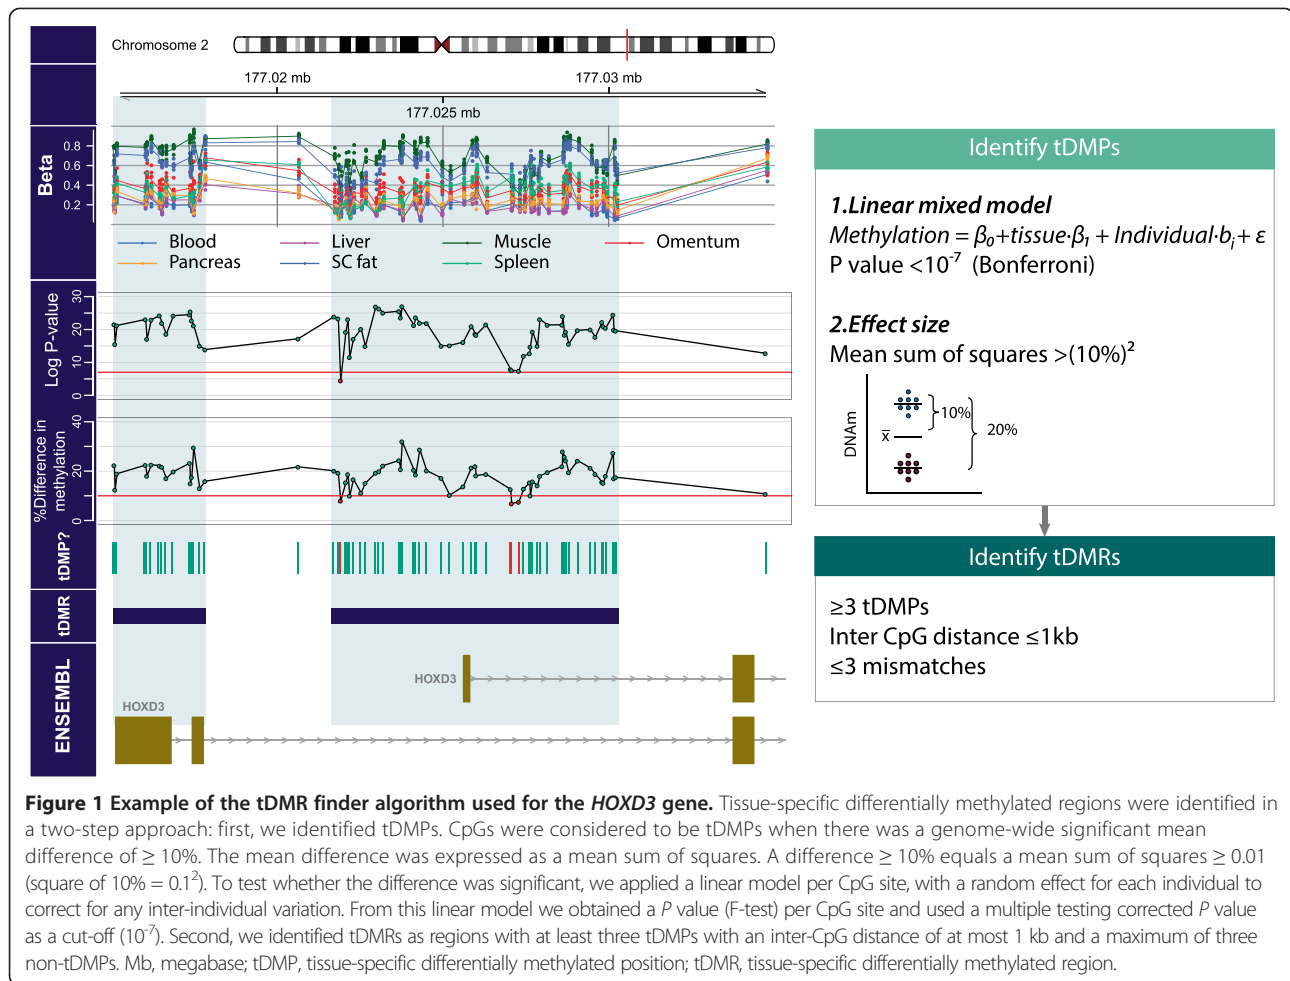 Chromosome 2
177.02 mb
177.03 mb
177.025 mb
Beta
0.8
0.6
0.4
0.2
Blood
Liver
Muscle
Omentum
Pancreas
SC fat
Spleen
Log P-value
30
20
10
0
%Difference in
methylation
40
20
0
tDMP?
tDMR
ENSEMBL
HOXD3
HOXD3
Identify tDMPs
1.Linear mixed model
Methylation = β₀+tissue·β₁ + Individual·bᵢ+ ε
P value <10⁻⁷ (Bonferroni)
2.Effect size
Mean sum of squares >(10%)²
DNAm
x̅
10%
20%
Identify tDMRs
≥3 tDMPs
Inter CpG distance ≤1kb
≤3 mismatches
Figure 1 Example of the tDMR finder algorithm used for the HOXD3 gene. Tissue-specific differentially methylated regions were identified in
a two-step approach: first, we identified tDMPs. CpGs were considered to be tDMPs when there was a genome-wide significant mean
difference of ≥ 10%. The mean difference was expressed as a mean sum of squares. A difference ≥ 10% equals a mean sum of squares ≥ 0.01
(square of 10% = 0.1²). To test whether the difference was significant, we applied a linear model per CpG site, with a random effect for each individual to
correct for any inter-individual variation. From this linear model we obtained a P value (F-test) per CpG site and used a multiple testing corrected P value
as a cut-off (10⁻⁷). Second, we identified tDMRs as regions with at least three tDMPs with an inter-CpG distance of at most 1 kb and a maximum of three
non-tDMPs. Mb, megabase; tDMP, tissue-specific differentially methylated position; tDMR, tissue-specific differentially methylated region.